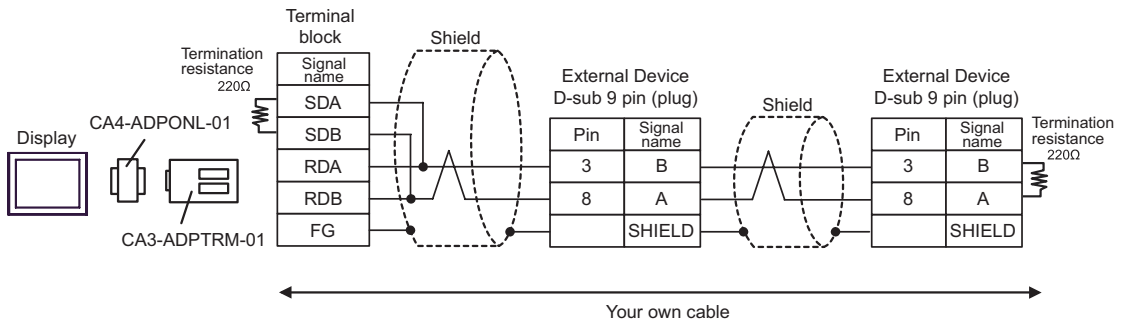 Display
CA4-ADPONL-01
CA3-ADPTRM-01
Termination
resistance
220Ω
Terminal
block
Signal
name
SDA
SDB
RDA
RDB
FG
Shield
External Device
D-sub 9 pin (plug)
Pin
Signal
name
3
B
8
A
SHIELD
Shield
External Device
D-sub 9 pin (plug)
Pin
Signal
name
3
B
8
A
SHIELD
Termination
resistance
220Ω
Your own cable